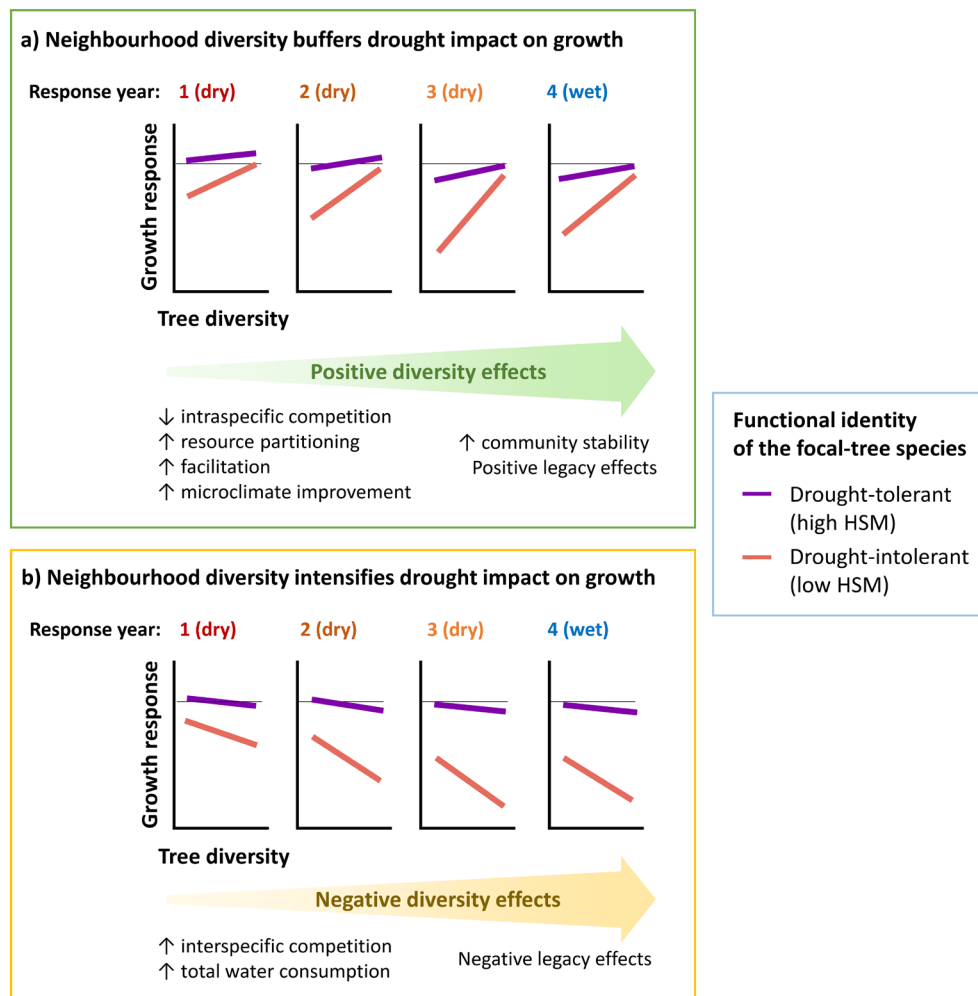 a) Neighbourhood diversity buffers drought impact on growth
Response year: 1 (dry) 2 (dry) 3 (dry) 4 (wet)
Growth response
Tree diversity
Positive diversity effects
↓ intraspecific competition
↑ resource partitioning
↑ facilitation
↑ microclimate improvement
↑ community stability
Positive legacy effects
Functional identity
of the focal-tree species
Drought-tolerant
(high HSM)
Drought-intolerant
(low HSM)
b) Neighbourhood diversity intensifies drought impact on growth
Response year: 1 (dry) 2 (dry) 3 (dry) 4 (wet)
Growth response
Tree diversity
Negative diversity effects
↑ interspecific competition
↑ total water consumption
Negative legacy effects